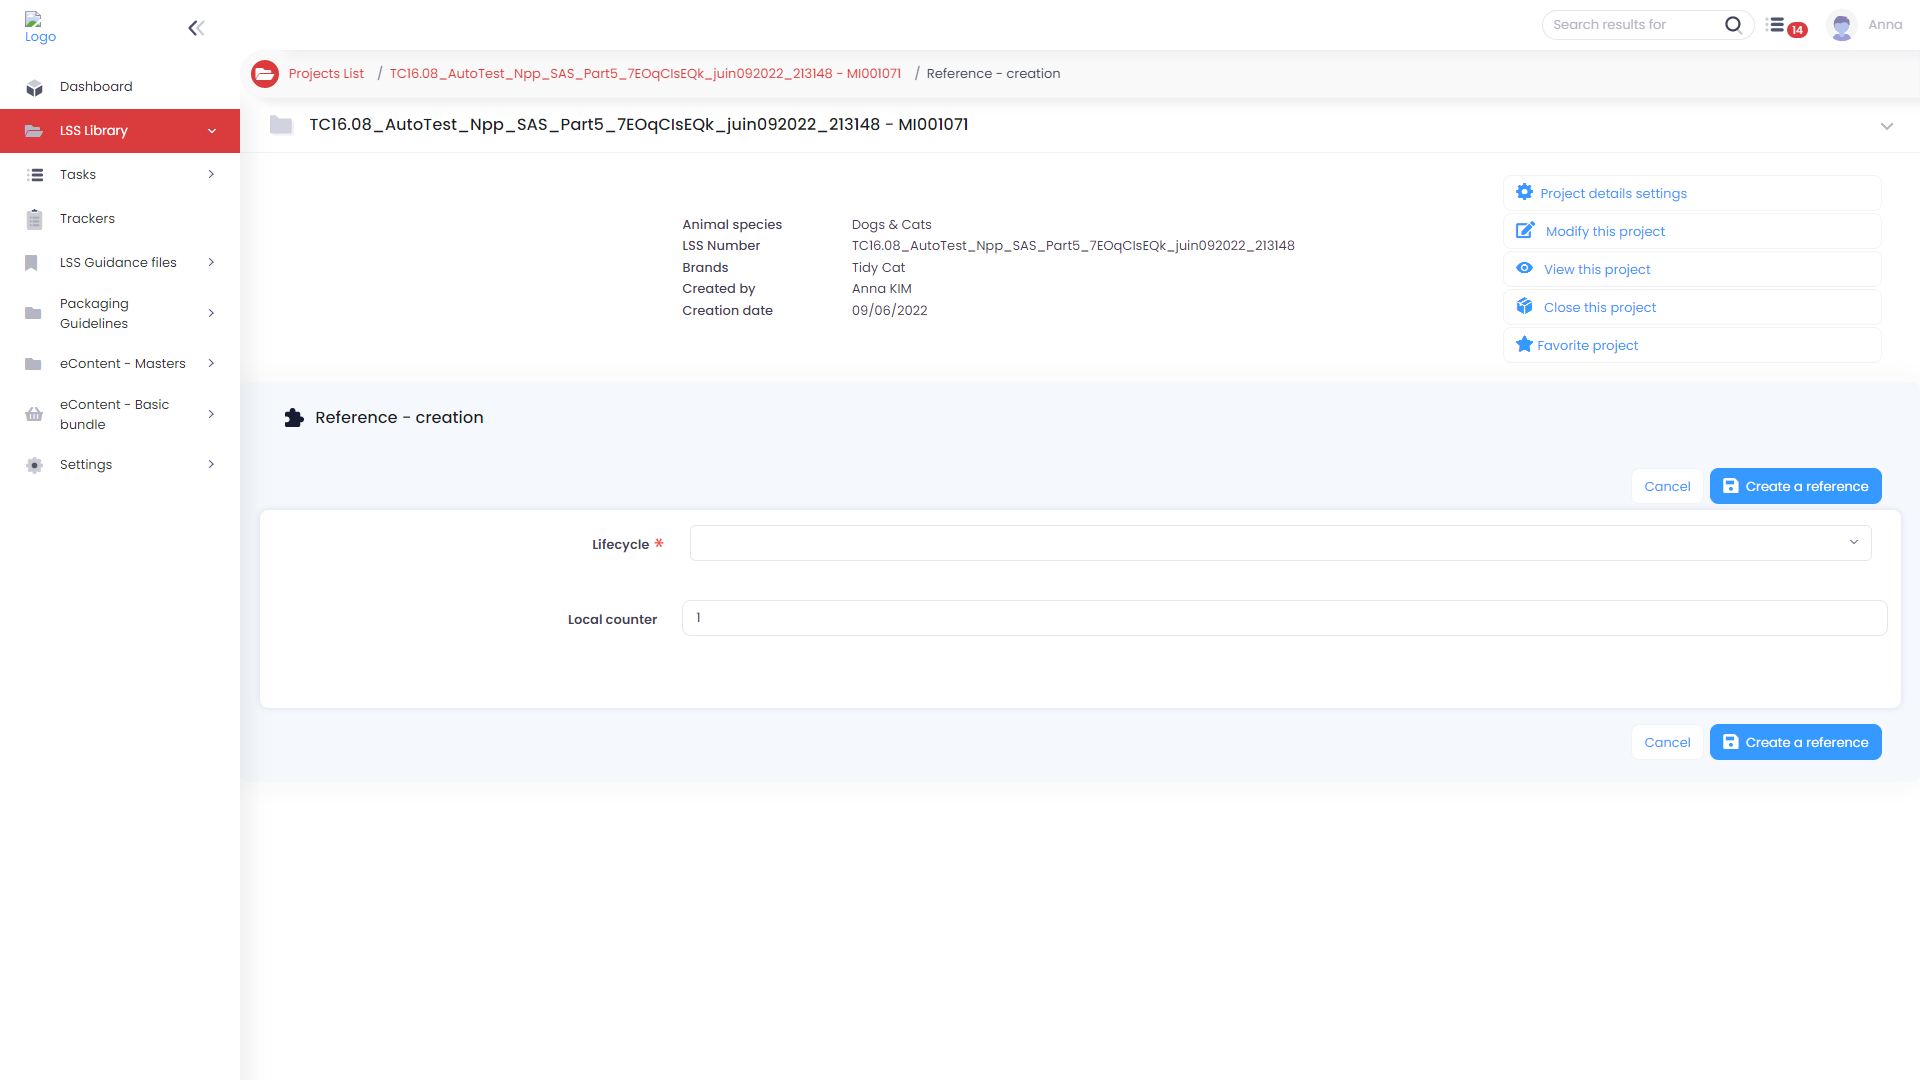 Logo
Search results for
14
Anna
Dashboard
LSS Library
Tasks
Trackers
LSS Guidance files
Packaging
Guidelines
eContent - Masters
eContent - Basic
bundle
Settings
Projects List / TC16.08_AutoTest_Npp_SAS_Part5_7EOqCIsEQk_juin092022_213148 - MI001071 / Reference - creation
TC16.08_AutoTest_Npp_SAS_Part5_7EOqCIsEQk_juin092022_213148 - MI001071
Animal species Dogs & Cats
LSS Number TC16.08_AutoTest_Npp_SAS_Part5_7EOqCIsEQk_juin092022_213148
Brands Tidy Cat
Created by Anna KIM
Creation date 09/06/2022
Project details settings
Modify this project
View this project
Close this project
Favorite project
Reference - creation
Cancel Create a reference
Lifecycle *
Local counter 1
Cancel Create a reference